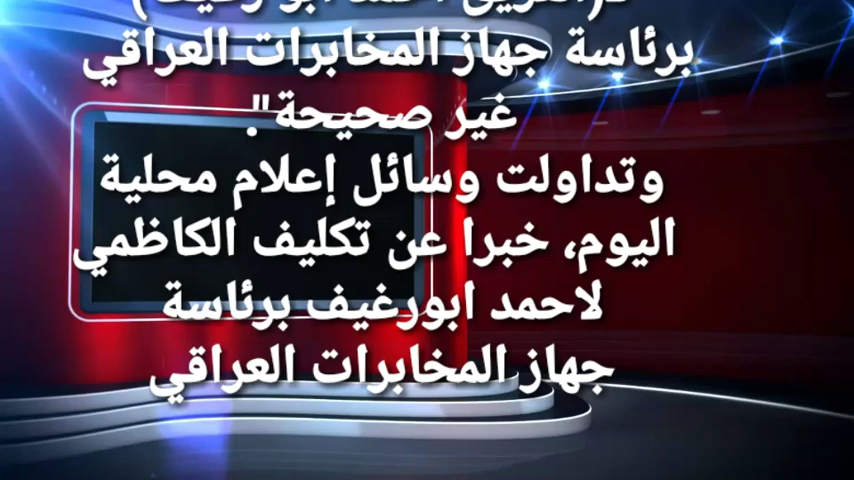 برئاسة جهاز المخابرات العراقي
غير صحيحة".
وتداولت وسائل إعلام محلية
اليوم، خبرا عن تكليف الكاظمي
لاحمد ابورغيف برئاسة
جهاز المخابرات العراقي